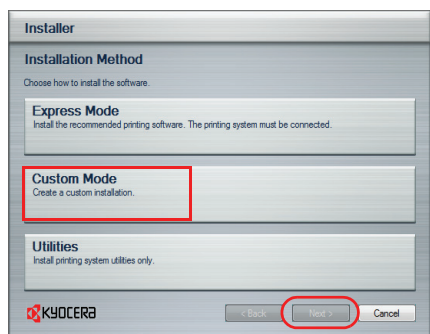 Installer
Installation Method
Choose how to install the software.
Express Mode
Install the recommended printing software. The printing system must be connected.
Custom Mode
Create a custom installation.
Utilities
Install printing system utilities only.
KYOCERA
< Back
Next >
Cancel